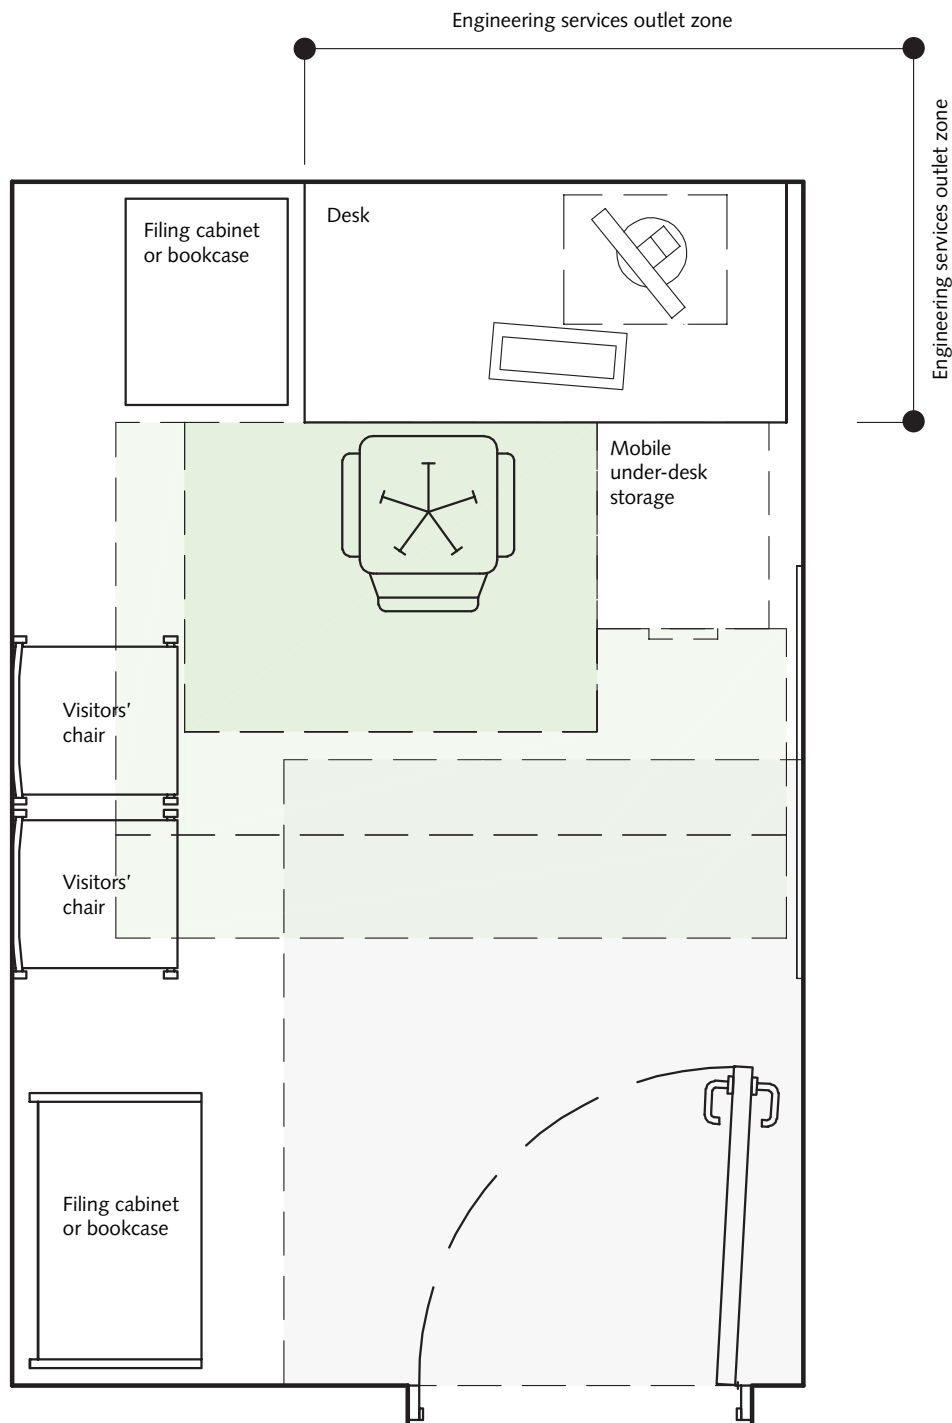 Engineering services outlet zone
Engineering services outlet zone
Filing cabinet
or bookcase
Desk
Mobile
under-desk
storage
Visitors’
chair
Visitors’
chair
Filing cabinet
or bookcase